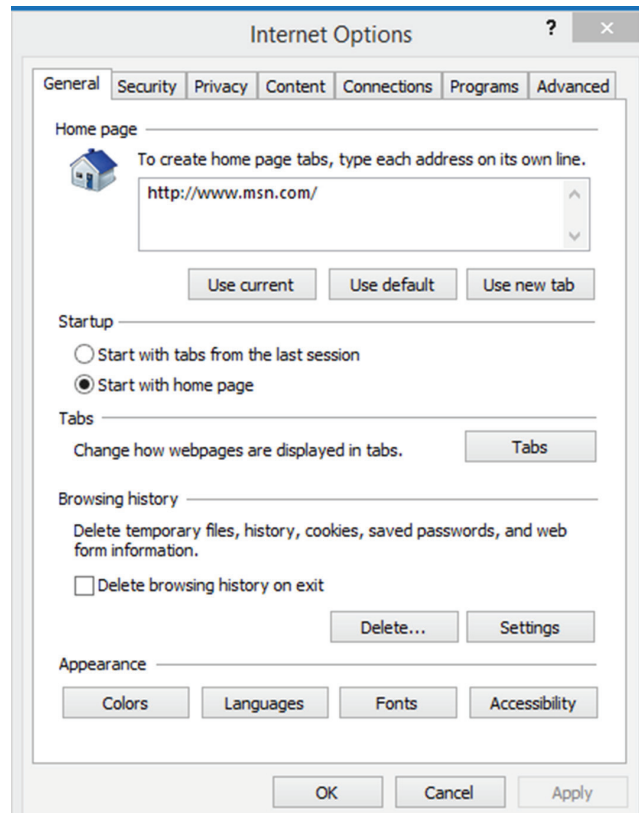 Internet Options
?
×
General Security Privacy Content Connections Programs Advanced
Home page
To create home page tabs, type each address on its own line.
http://www.msn.com/
Use current Use default Use new tab
Startup
Start with tabs from the last session
Start with home page
Tabs
Change how webpages are displayed in tabs. Tabs
Browsing history
Delete temporary files, history, cookies, saved passwords, and web
form information.
Delete browsing history on exit
Delete... Settings
Appearance
Colors Languages Fonts Accessibility
OK Cancel Apply